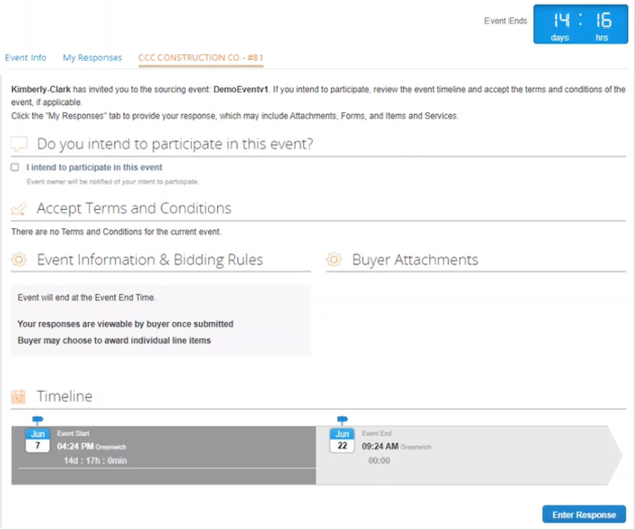 Event Ends
14 : 16
days hrs
Event Info My Responses CCC CONSTRUCTION CO - #81
Kimberly-Clark has invited you to the sourcing event: DemoEventv1. If you intend to participate, review the event timeline and accept the terms and conditions of the
event, if applicable.
Click the "My Responses" tab to provide your response, which may include Attachments, Forms, and Items and Services.
Do you intend to participate in this event?
I intend to participate in this event
Event owner will be notified of your intent to participate.
Accept Terms and Conditions
There are no Terms and Conditions for the current event.
Event Information & Bidding Rules
Buyer Attachments
Event will end at the Event End Time.
Your responses are viewable by buyer once submitted
Buyer may choose to award individual line items
Timeline
Jun
7
Event Start
04:24 PM Greenwich
14d : 17h : 0min
Jun
22
Event End
09:24 AM Greenwich
00:00
Enter Response